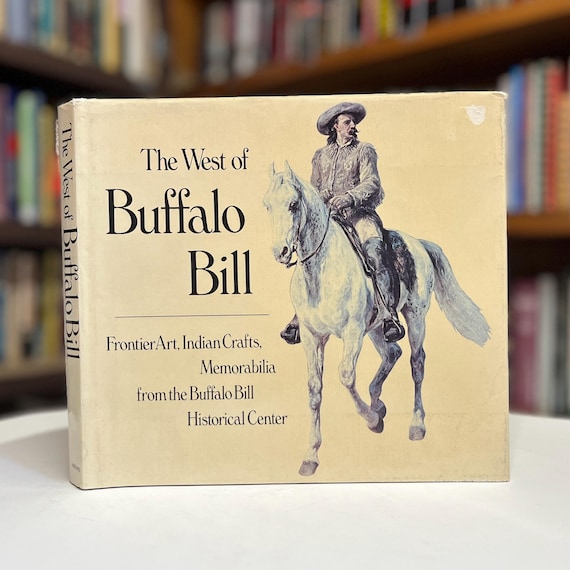 The West of Buffalo Bill
The West of
Buffalo
Bill
Frontier Art, Indian Crafts,
Memorabilia
from the Buffalo Bill
Historical Center